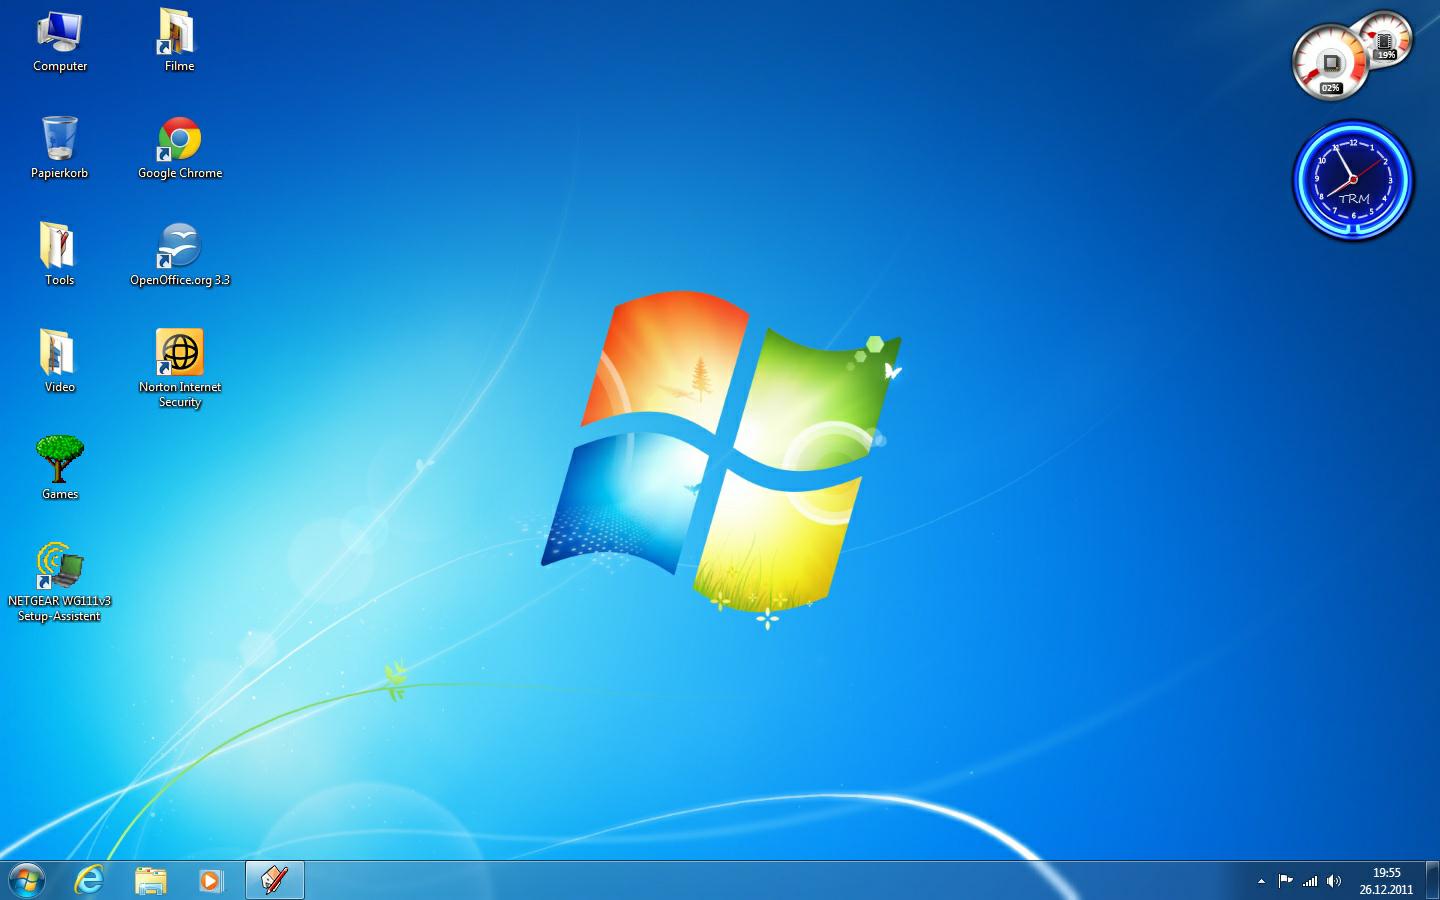 Computer
Filme
Papierkorb
Google Chrome
Tools
OpenOffice.org 3.3
Video
Norton Internet
Security
Games
NETGEAR WG111v3
Setup-Assistent
19%
02%
12
1
2
3
4
5
6
7
8
9
10
11
TRM
19:55
26.12.2011